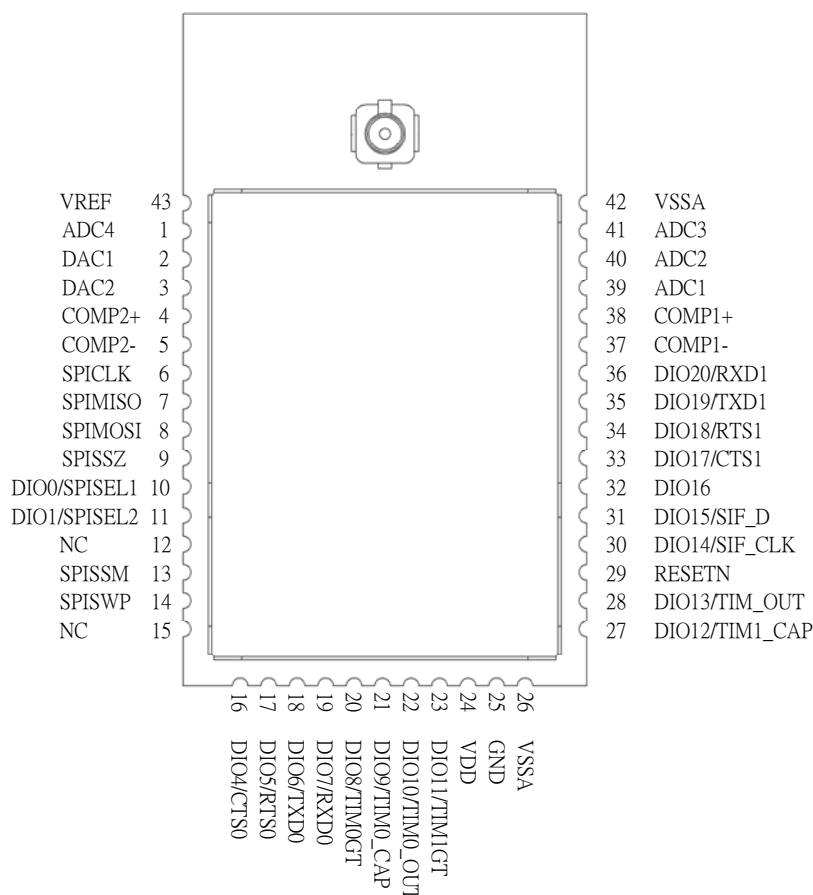 VREF 43
ADC4 1
DAC1 2
DAC2 3
COMP2+ 4
COMP2- 5
SPICLK 6
SPIMISO 7
SPIMOSI 8
SPISSZ 9
DIO0/SPISEL1 10
DIO1/SPISEL2 11
NC 12
SPISSM 13
SPISWP 14
NC 15
42 VSSA
41 ADC3
40 ADC2
39 ADC1
38 COMP1+
37 COMP1-
36 DIO20/RXD1
35 DIO19/TXD1
34 DIO18/RTS1
33 DIO17/CTS1
32 DIO16
31 DIO15/SIF_D
30 DIO14/SIF_CLK
29 RESETN
28 DIO13/TIM_OUT
27 DIO12/TIM1_CAP
16 DIO4/CTS0
17 DIO5/RTS0
18 DIO6/TXD0
19 DIO7/RXD0
20 DIO8/TIM0GT
21 DIO9/TIM0_CAP
22 DIO10/TIM0_OUT
23 DIO11/TIM1GT
24 VDD
25 GND
26 VSSA